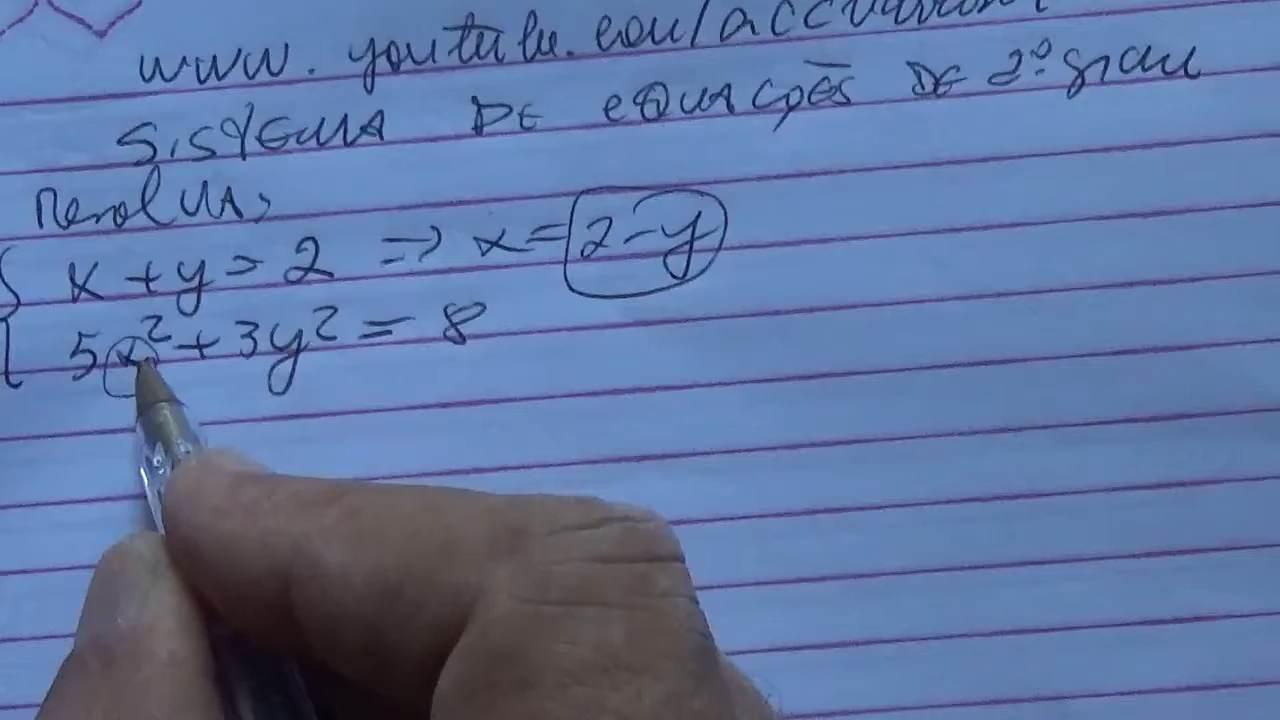 www.youtube.com/
SISTEMA DE EQUAÇÕES DE 2º grau
Resolva:
x + y = 2 ⇒ x = 2 - y
5x² + 3y² = 8